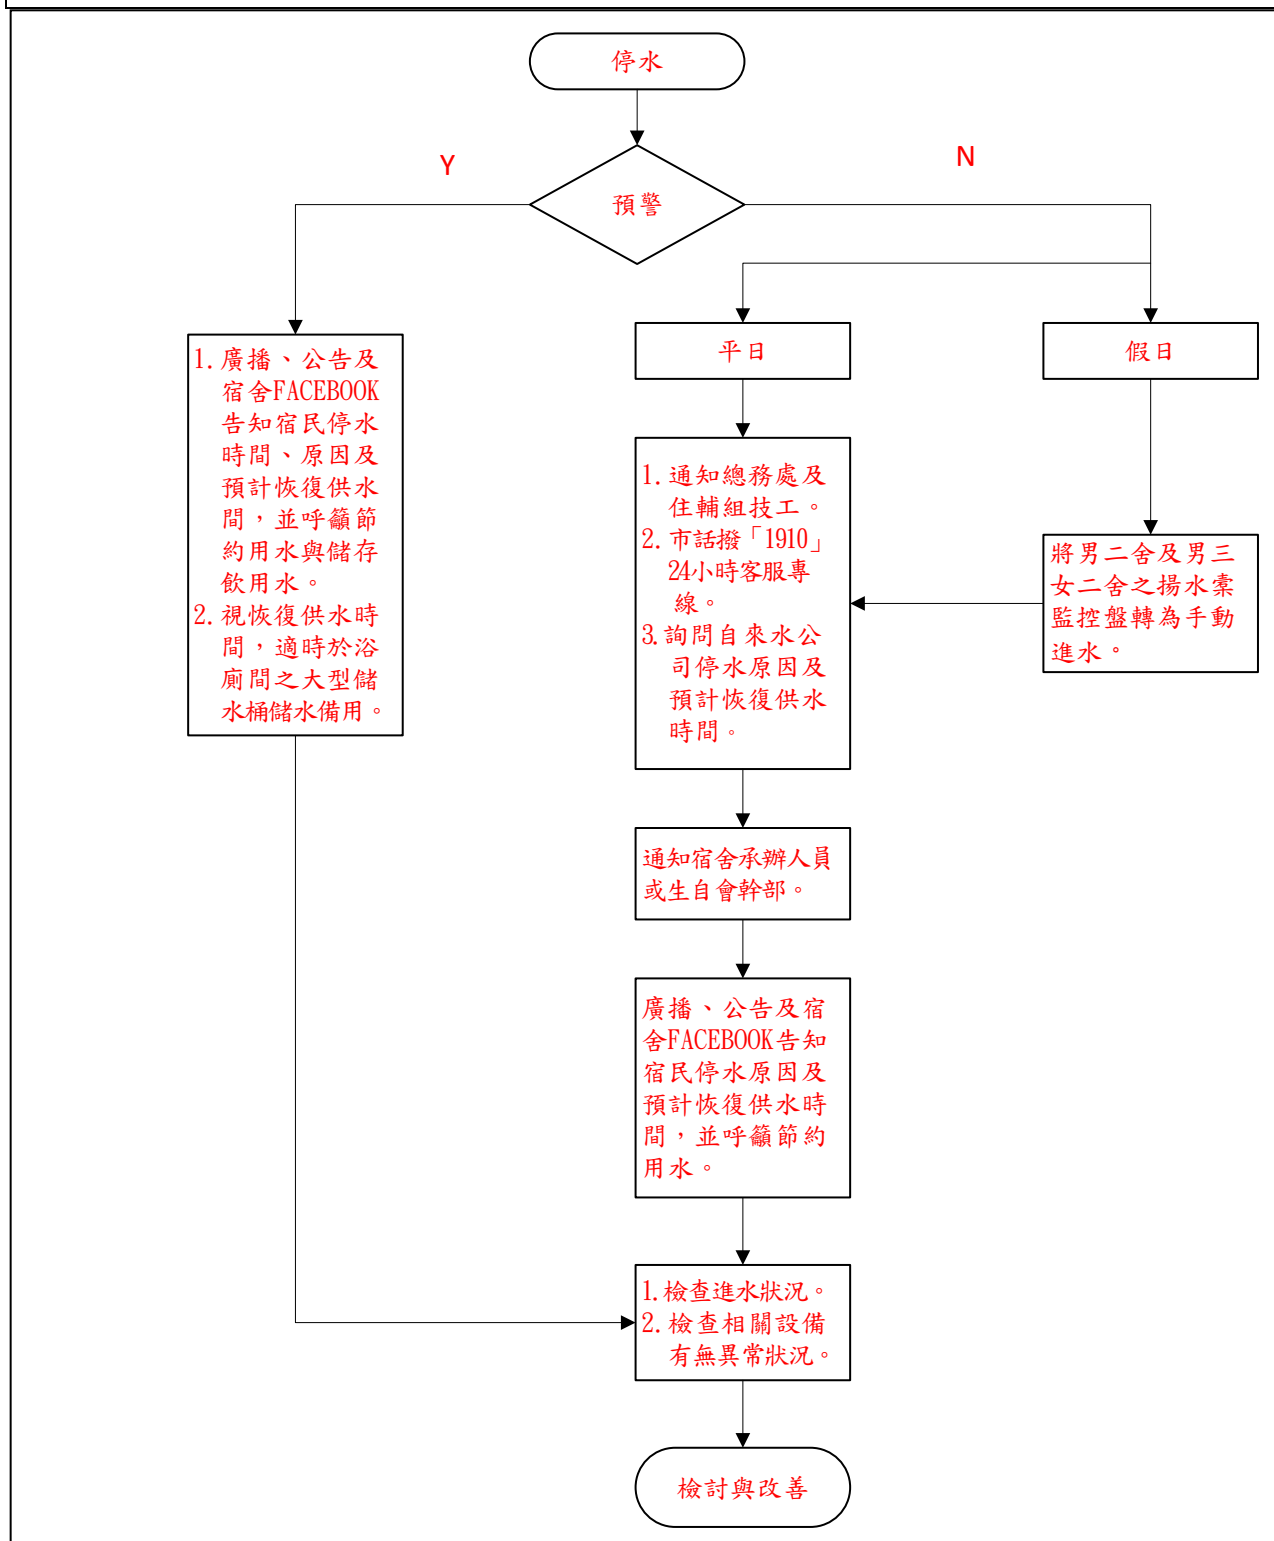 停水
Y
N
預警
1. 廣播、公告及
宿舍FACEBOOK
告知宿民停水
時間、原因及
預計恢復供水
間，並呼籲節
約用水與儲存
飲用水。
2. 視恢復供水時
間，適時於浴
廁間之大型儲
水桶儲水備用。
平日
假日
1. 通知總務處及
住輔組技工。
2. 市話撥「1910」
24小時客服專
線。
3. 詢問自來水公
司停水原因及
預計恢復供水
時間。
將男二舍及男三
女二舍之揚水槖
監控盤轉為手動
進水。
通知宿舍承辦人員
或生自會幹部。
廣播、公告及宿
舍FACEBOOK告知
宿民停水原因及
預計恢復供水時
間，並呼籲節約
用水。
1. 檢查進水狀況。
2. 檢查相關設備
有無異常狀況。
檢討與改善